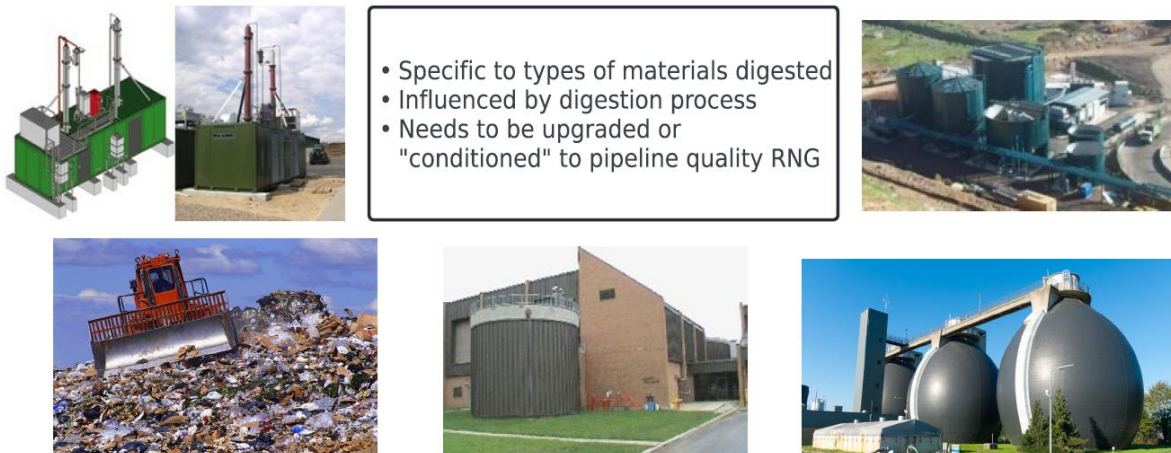 • Specific to types of materials digested
• Influenced by digestion process
• Needs to be upgraded or
"conditioned" to pipeline quality RNG